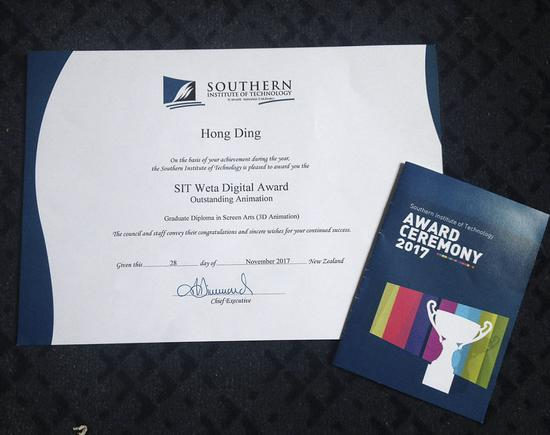 SOUTHERN
INSTITUTE OF TECHNOLOGY
Hong Ding
On the basis of your achievement during the year,
the Southern Institute of Technology is pleased to award you the
SIT Weta Digital Award
Outstanding Animation
Graduate Diploma in Screen Arts (3D Animation)
The council and staff convey their congratulations and sincere wishes for your continued success.
Given this 28 day of November 2017 New Zealand
Chief Executive
Southern Institute of Technology
AWARD
CEREMONY
2017